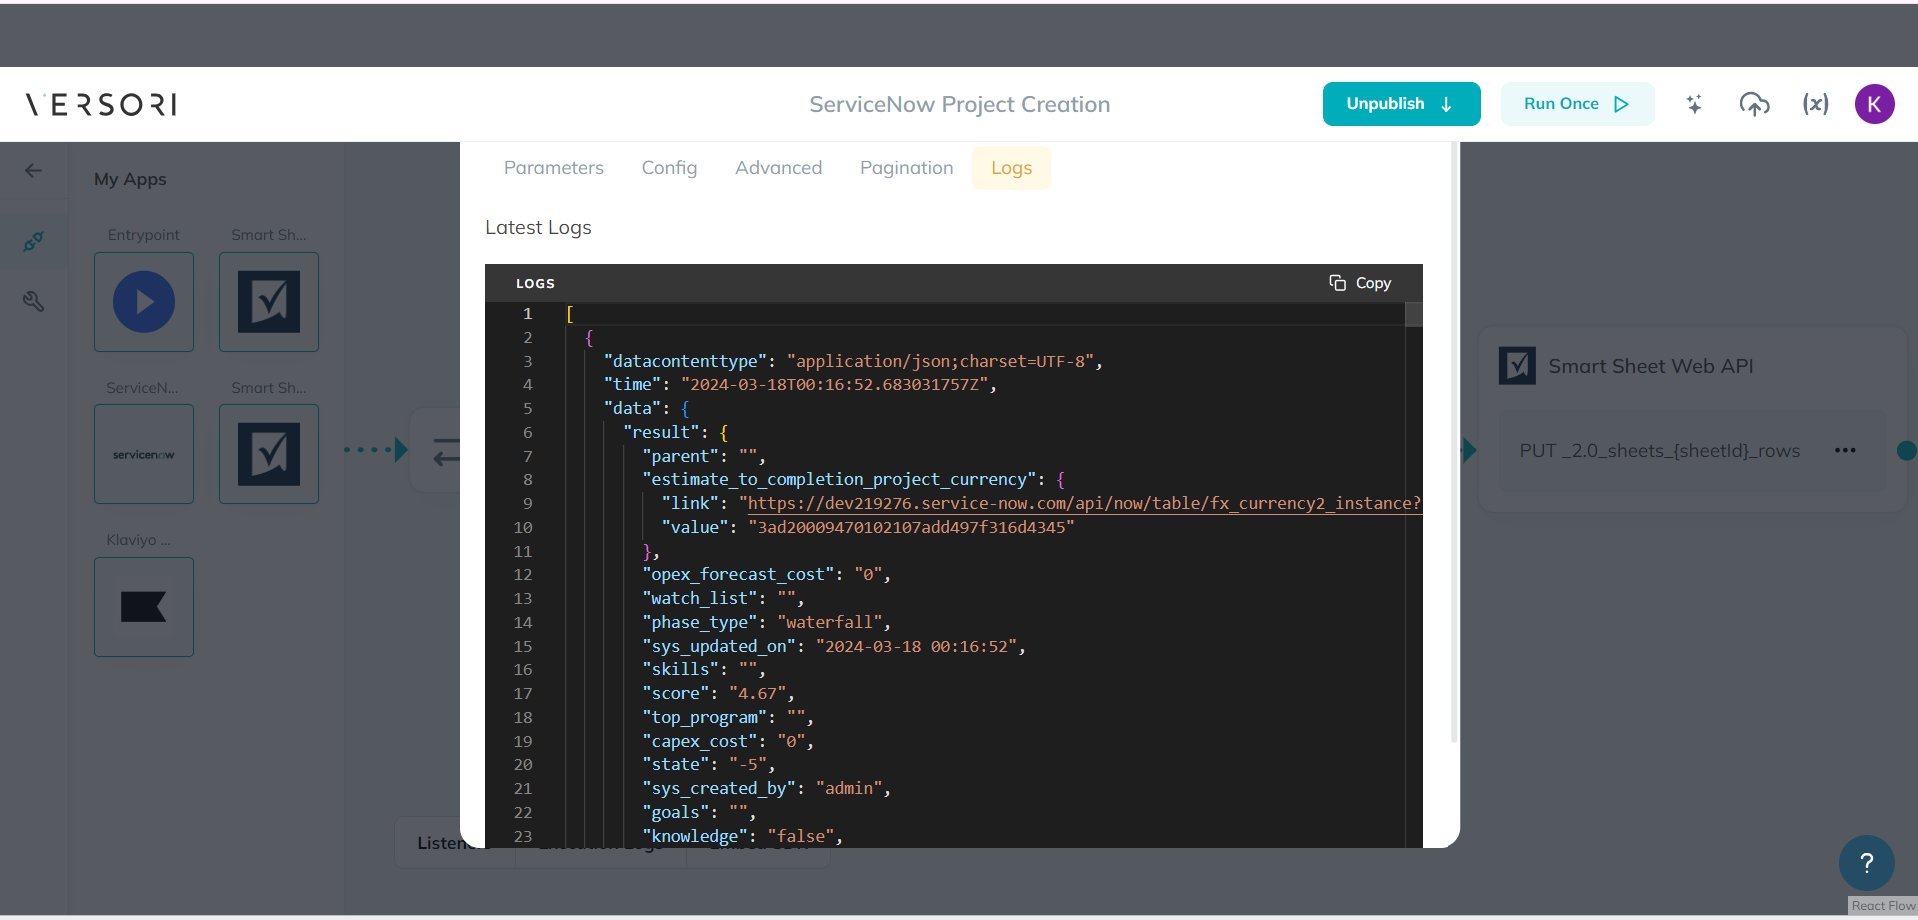 VERSORI
ServiceNow Project Creation
Unpublish
Run Once
(x)
K
My Apps
Entrypoint
Smart Sh...
ServiceN...
Smart Sh...
servicenow
Klaviyo ...
Parameters
Config
Advanced
Pagination
Logs
Latest Logs
LOGS
Copy
1 [
2 {
3 "datacontenttype": "application/json;charset=UTF-8",
4 "time": "2024-03-18T00:16:52.683031757Z",
5 "data": {
6 "result": {
7 "parent": "",
8 "estimate_to_completion_project_currency": {
9 "link": "https://dev219276.service-now.com/api/now/table/fx_currency2_instance?
10 "value": "3ad20009470102107add497f316d4345"
11 },
12 "opex_forecast_cost": "0",
13 "watch_list": "",
14 "phase_type": "waterfall",
15 "sys_updated_on": "2024-03-18 00:16:52",
16 "skills": "",
17 "score": "4.67",
18 "top_program": "",
19 "capex_cost": "0",
20 "state": "-5",
21 "sys_created_by": "admin",
22 "goals": "",
23 "knowledge": "false",
Smart Sheet Web API
PUT _2.0_sheets_{sheetId}_rows
...
?
React Flow